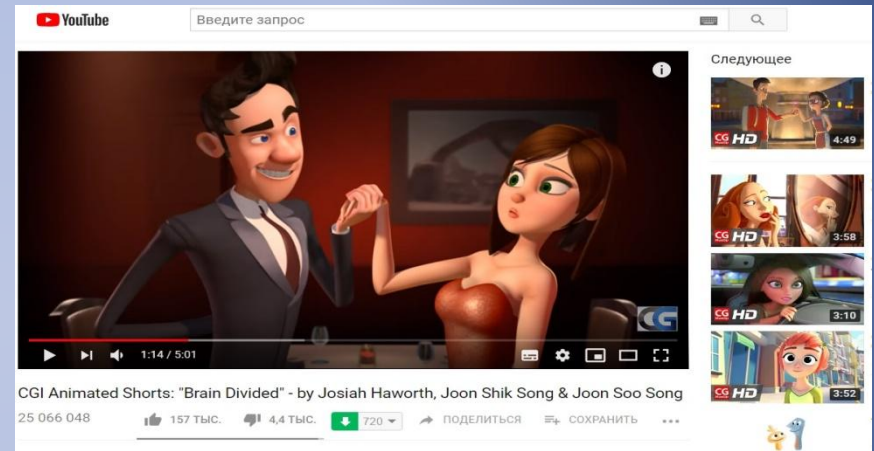 YouTube
Введите запрос
Следующее
CG HD 4:49
CG HD 3:58
CG HD 3:10
CG HD 3:52
CG
1:14 / 5:01
CGI Animated Shorts: "Brain Divided" - by Josiah Haworth, Joon Shik Song & Joon Soo Song
25 066 048 157 ТЫС. 4,4 ТЫС. 720 ПОДЕЛИТЬСЯ СОХРАНИТЬ